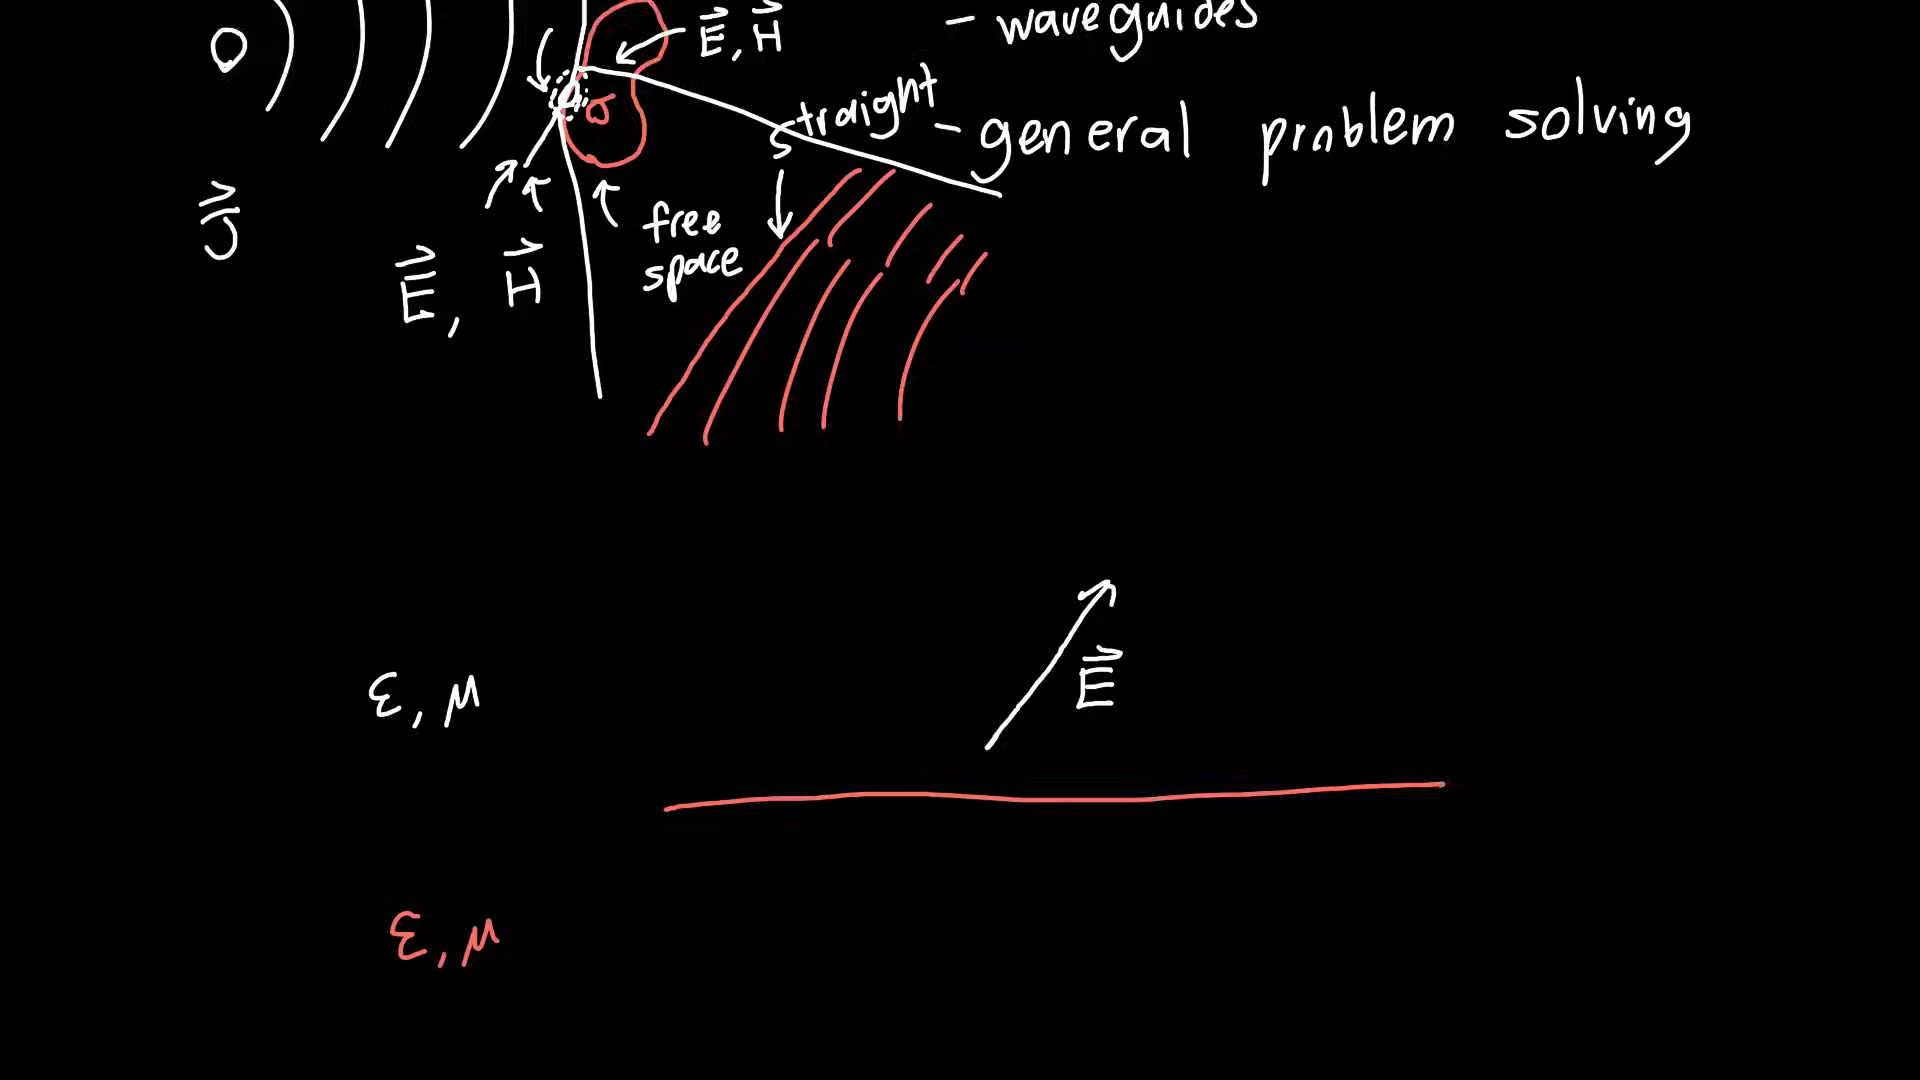 - waveguides
E, H
O
σ
straight
- general problem solving
J
free
space
E, H
E
ε, μ
ε, μ